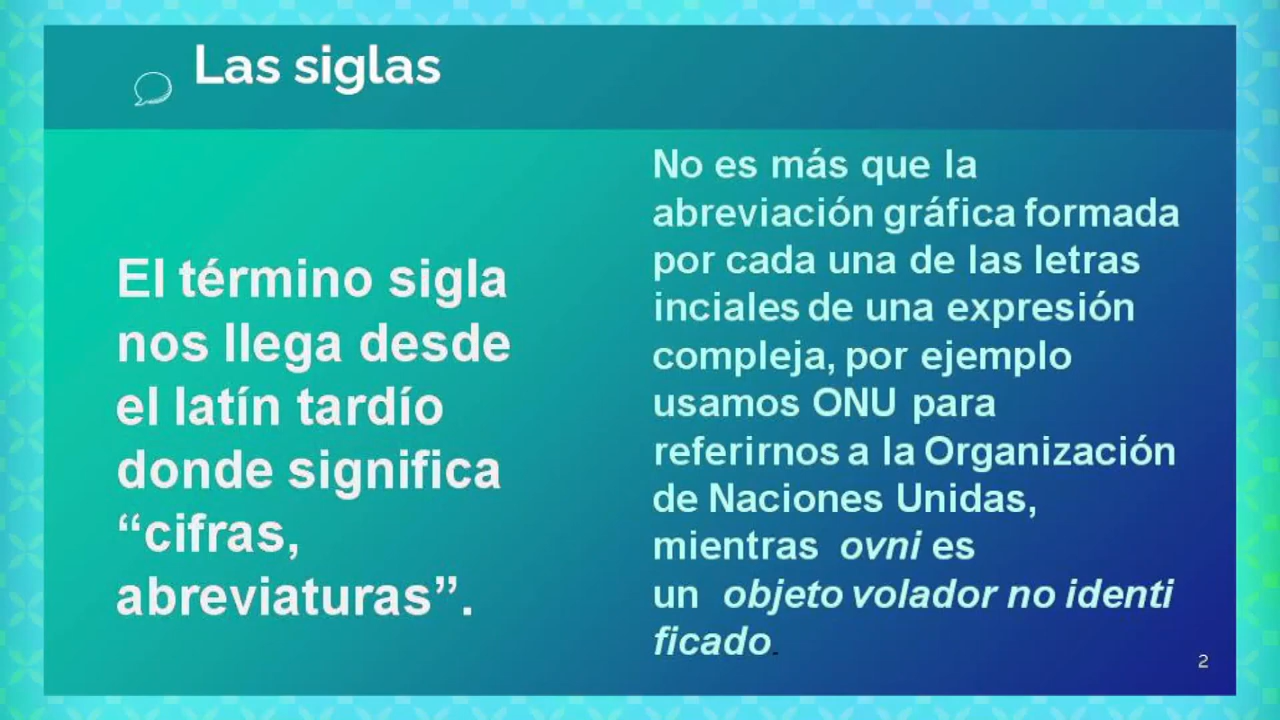 Las siglas
El término sigla
nos llega desde
el latín tardío
donde significa
“cifras,
abreviaturas”.
No es más que la
abreviación gráfica formada
por cada una de las letras
inciales de una expresión
compleja, por ejemplo
usamos ONU para
referirnos a la Organización
de Naciones Unidas,
mientras ovni es
un objeto volador no identi
ficado.
2